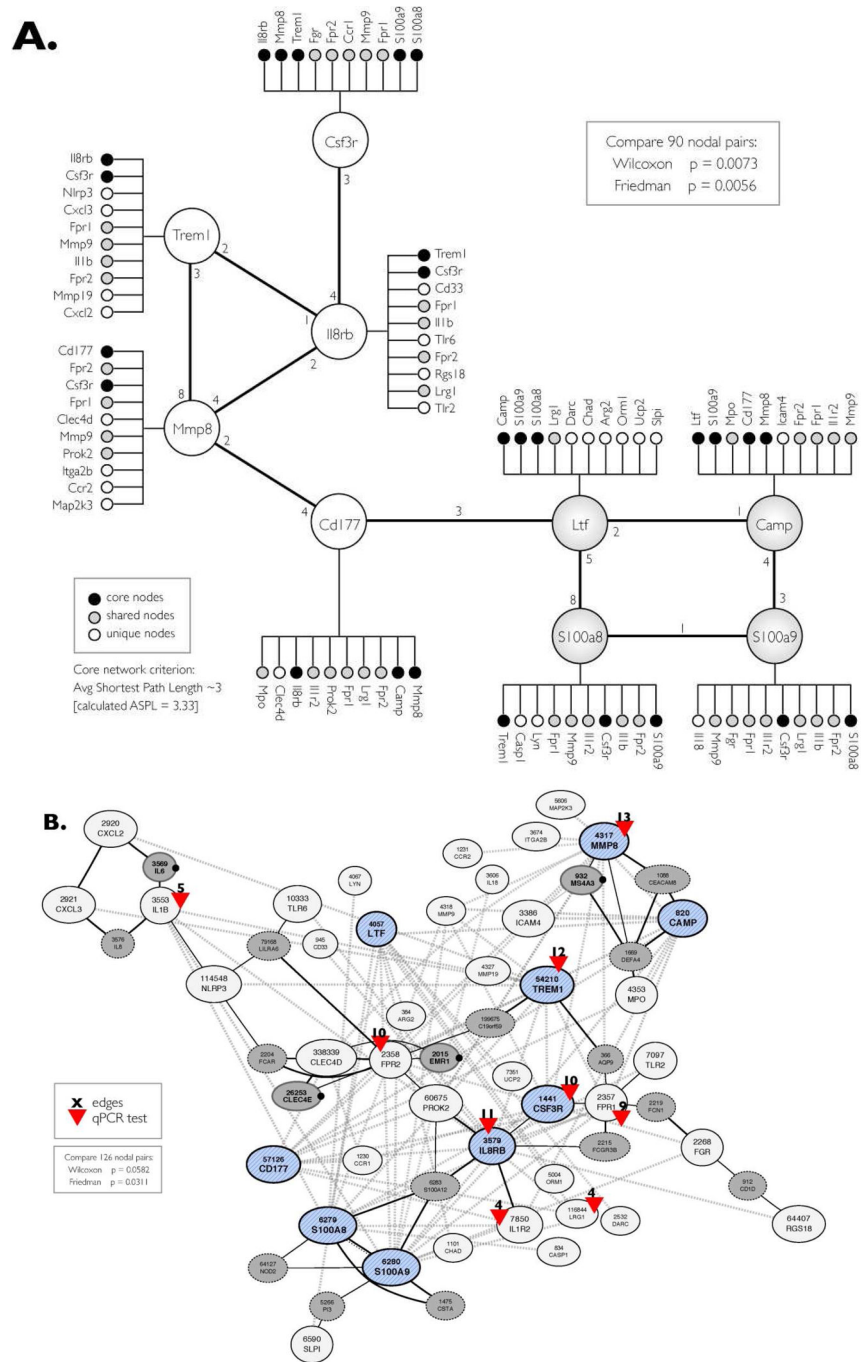 A.
Il8rb
Mmp8
Trem1
Fgr
Fpr2
Ccr1
Mmp9
Fpr1
S100a9
S100a8
Csf3r
3
Compare 90 nodal pairs:
Wilcoxon p = 0.0073
Friedman p = 0.0056
Il8rb
Csf3r
Nlrp3
Cxcl3
Fpr1
Mmp9
Il1b
Fpr2
Mmp19
Cxcl2
Trem1
2
3
Trem1
Csf3r
Cd33
Fpr1
Il1b
Tlr6
Fpr2
Rgs18
Lrg1
Tlr2
4
1
Il8rb
2
Cd177
Fpr2
Csf3r
Fpr1
Clec4d
Mmp9
Prok2
Itga2b
Ccr2
Map2k3
8
4
Mmp8
2
Camp
S100a9
S100a8
Lrg1
Darc
Chad
Arg2
Orm1
Ucp2
Slpi
Ltf
S100a9
Mpo
Cd177
Mmp8
Icam4
Fpr2
Fpr1
Il1r2
Mmp9
4
Cd177
3
Ltf
2
1
Camp
5
4
8
3
S100a8
1
S100a9
core nodes
shared nodes
unique nodes
Core network criterion:
Avg Shortest Path Length ~3
[calculated ASPL = 3.33]
Mpo
Clec4d
Il8rb
Il1r2
Prok2
Fpr1
Lrg1
Fpr2
Camp
Mmp8
Trem1
Casp1
Lyn
Fpr1
Mmp9
Il1r2
Csf3r
Il1b
Fpr2
S100a9
Il18
Mmp9
Fgr
Fpr1
Il1r2
Csf3r
Lrg1
Il1b
Fpr2
S100a8
B.
2920
CXCL2
3569
IL6
5
2921
CXCL3
3553
IL1B
3576
IL8
10333
TLR6
4067
LYN
79168
LILRA6
945
CD33
4057
LTF
114548
NLRP3
5606
MAP2K3
13
3674
ITGA2B
4317
MMP8
1231
CCR2
3606
IL18
932
MS4A3
1088
CEACAM8
4318
MMP9
3386
ICAM4
820
CAMP
12
1669
DEFA4
4327
MMP19
54210
TREM1
4353
MPO
384
ARG2
199675
C19orf59
10
2204
FCAR
338339
CLEC4D
2358
FPR2
2015
EMR1
366
AQP9
7097
TLR2
26253
CLEC4E
7351
UCP2
10
60675
PROK2
1441
CSF3R
2357
FPR1
9
2219
FCN1
x edges
qPCR test
11
3579
IL8RB
2215
FCGR3B
2268
FGR
Compare 126 nodal pairs:
Wilcoxon p = 0.0582
Friedman p = 0.0311
57126
CD177
1230
CCR1
6283
S100A12
5004
ORM1
912
CD1D
4
4
6279
S100A8
7850
IL1R2
116844
LRG1
2532
DARC
64407
RGS18
1101
CHAD
834
CASP1
64127
NOD2
6280
S100A9
5266
PI3
1475
CSTA
6590
SLPI